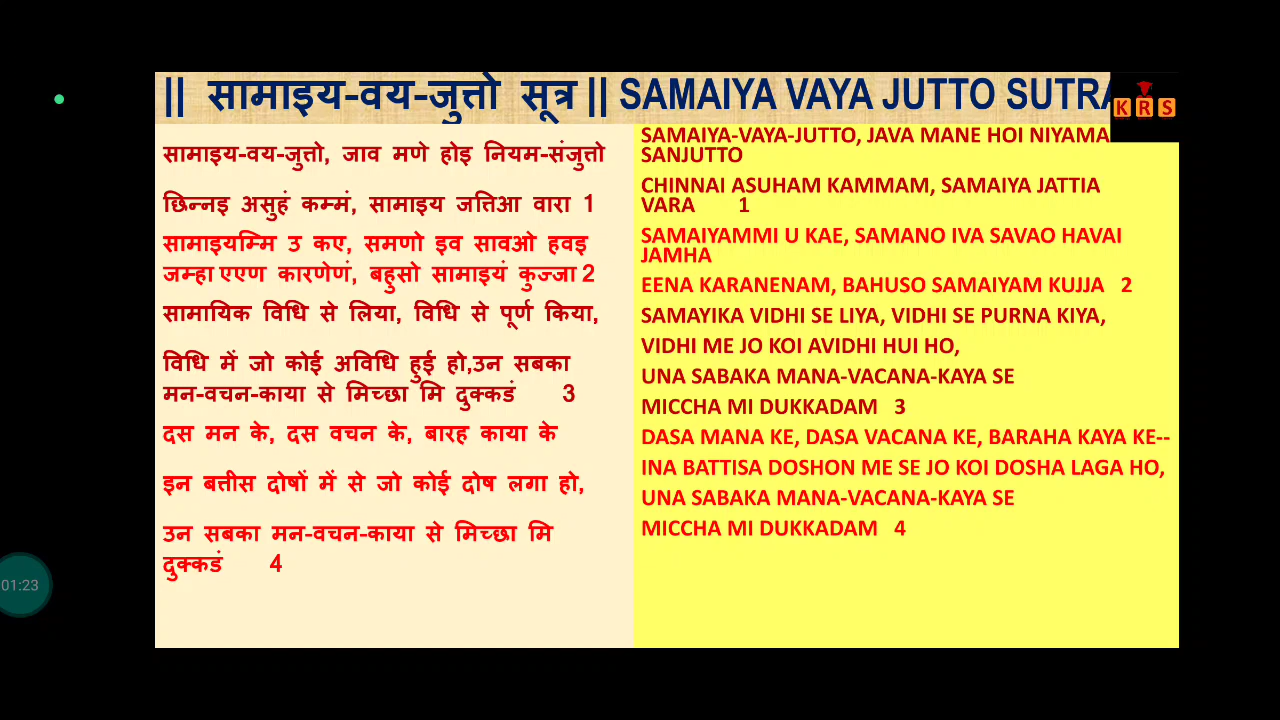 || सामाइय-वय-जुत्तो सूत्र || SAMAIYA VAYA JUTTO SUTRA
KRS
सामाइय-वय-जुत्तो, जाव मणे होइ नियम-संजुत्तो
छिन्नइ असुहं कम्मं, सामाइय जत्तिआ वारा 1
सामाइयम्मि उ कए, समणो इव सावओ हवइ
जम्हा एएण कारणेणं, बहुसो सामाइयं कुज्जा 2
सामायिक विधि से लिया, विधि से पूर्ण किया,
विधि में जो कोई अविधि हुई हो,उन सबका
मन-वचन-काया से मिच्छा मि दुक्कडं 3
दस मन के, दस वचन के, बारह काया के
इन बत्तीस दोषों में से जो कोई दोष लगा हो,
उन सबका मन-वचन-काया से मिच्छा मि
दुक्कडं 4
SAMAIYA-VAYA-JUTTO, JAVA MANE HOI NIYAMA
SANJUTTO
CHINNAI ASUHAM KAMMAM, SAMAIYA JATTIA
VARA 1
SAMAIYAMMI U KAE, SAMANO IVA SAVAO HAVAI
JAMHA
EENA KARANENAM, BAHUSO SAMAIYAM KUJJA 2
SAMAYIKA VIDHI SE LIYA, VIDHI SE PURNA KIYA,
VIDHI ME JO KOI AVIDHI HUI HO,
UNA SABAKA MANA-VACANA-KAYA SE
MICCHA MI DUKKADAM 3
DASA MANA KE, DASA VACANA KE, BARAHA KAYA KE--
INA BATTISA DOSHON ME SE JO KOI DOSHA LAGA HO,
UNA SABAKA MANA-VACANA-KAYA SE
MICCHA MI DUKKADAM 4
01:23